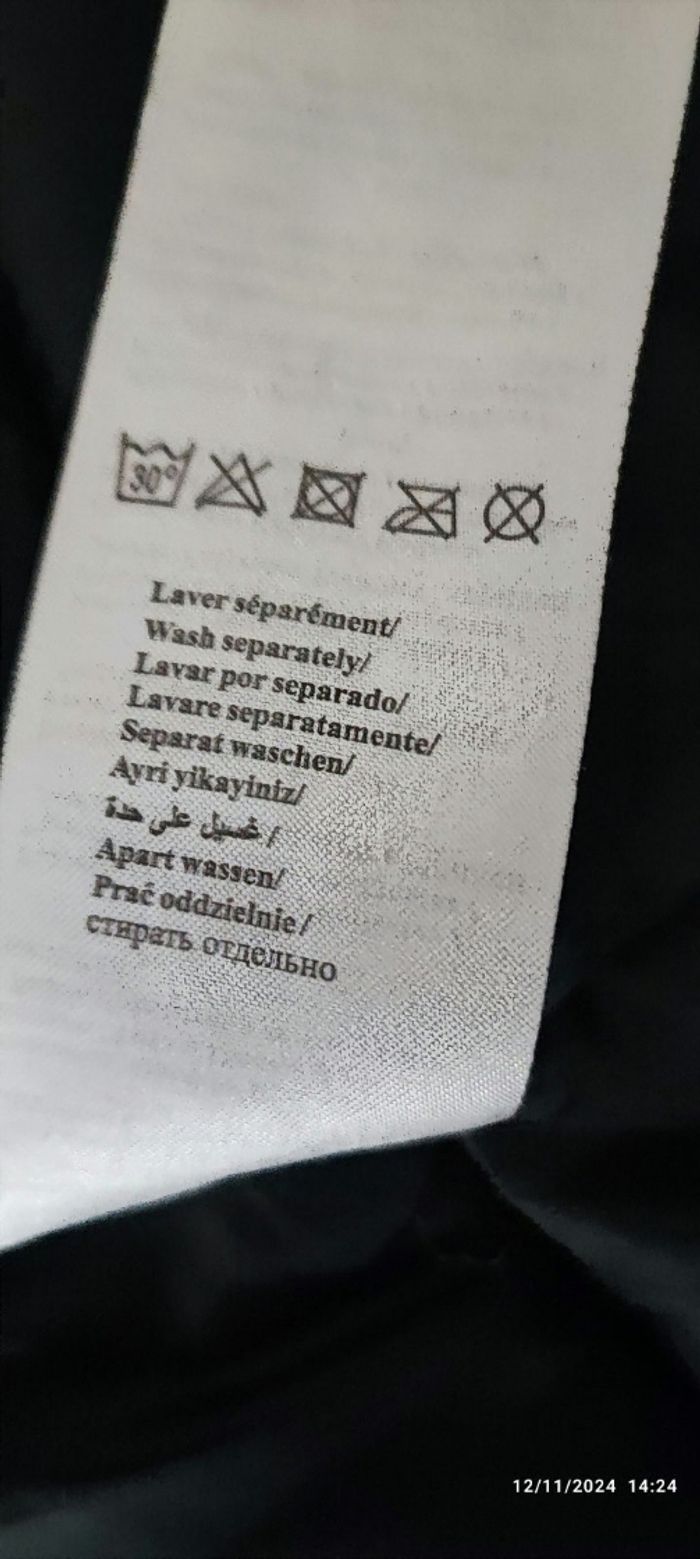 30°
Laver séparément/
Wash separately/
Lavar por separado/
Lavare separatamente/
Separat waschen/
Ayri yikayiniz/
غسيل على حدة /
Apart wassen/
Prać oddzielnie/
стирать отдельно
12/11/2024 14:24